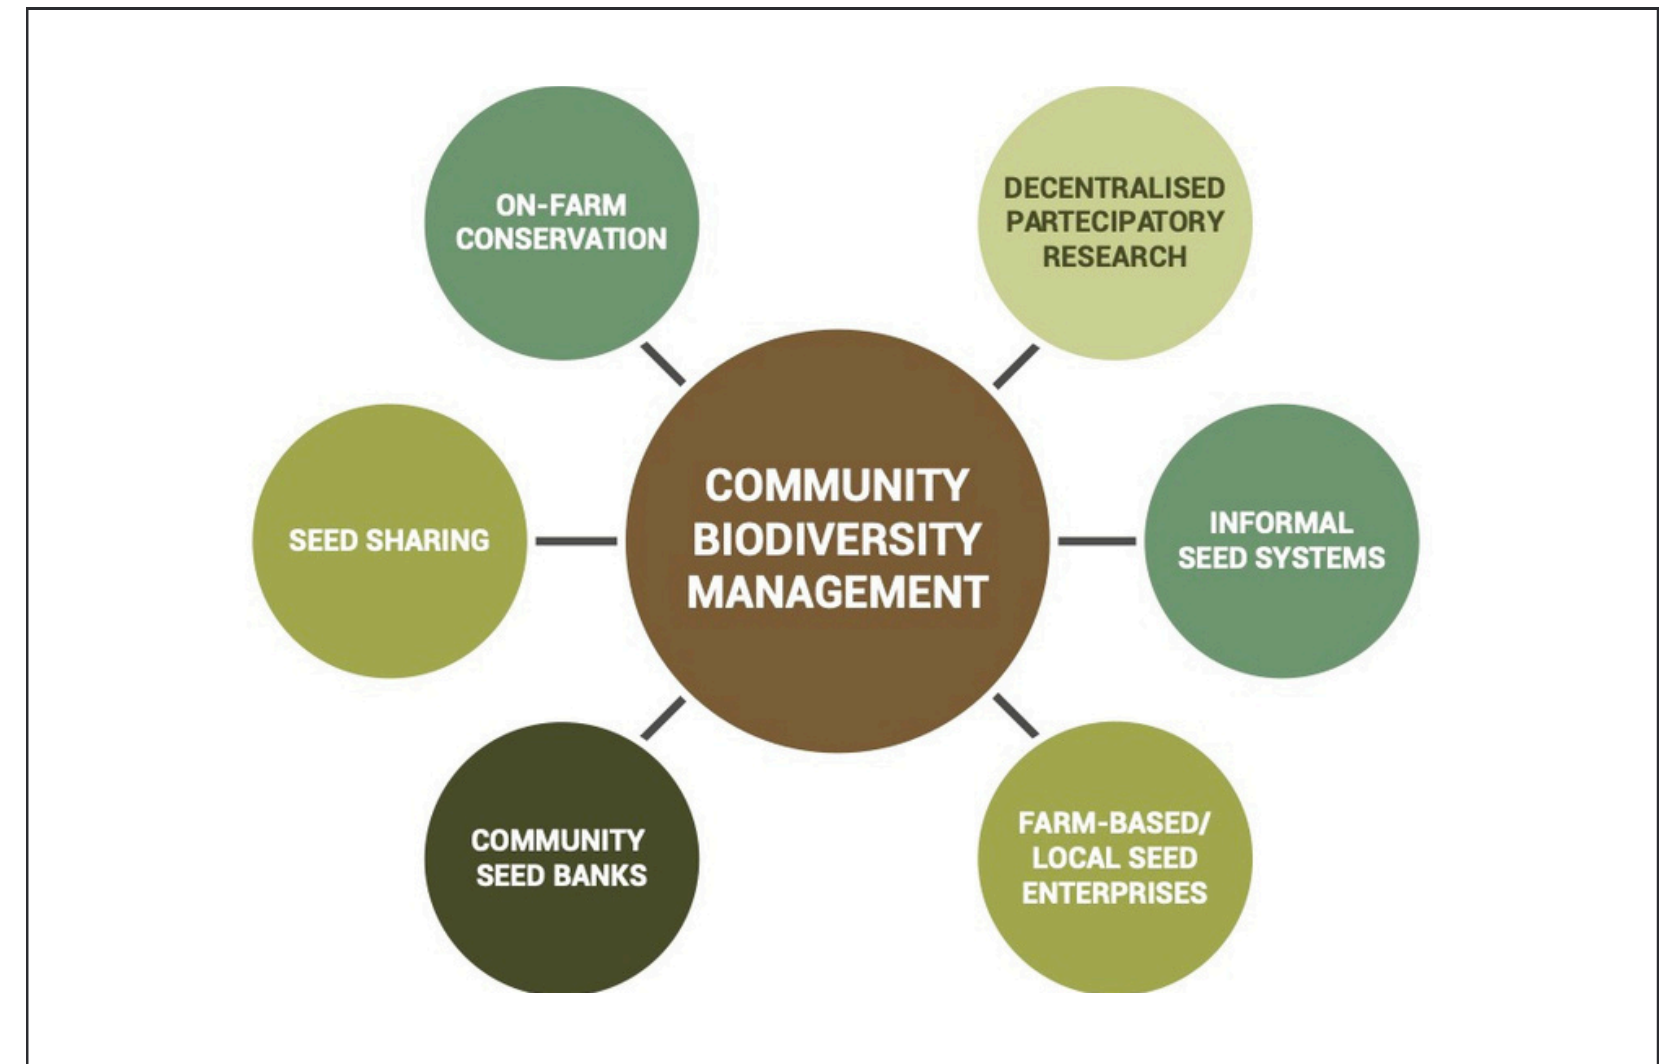 ON-FARM
CONSERVATION
DECENTRALISED
PARTECIPATORY
RESEARCH
SEED SHARING
COMMUNITY
BIODIVERSITY
MANAGEMENT
INFORMAL
SEED SYSTEMS
COMMUNITY
SEED BANKS
FARM-BASED/
LOCAL SEED
ENTERPRISES